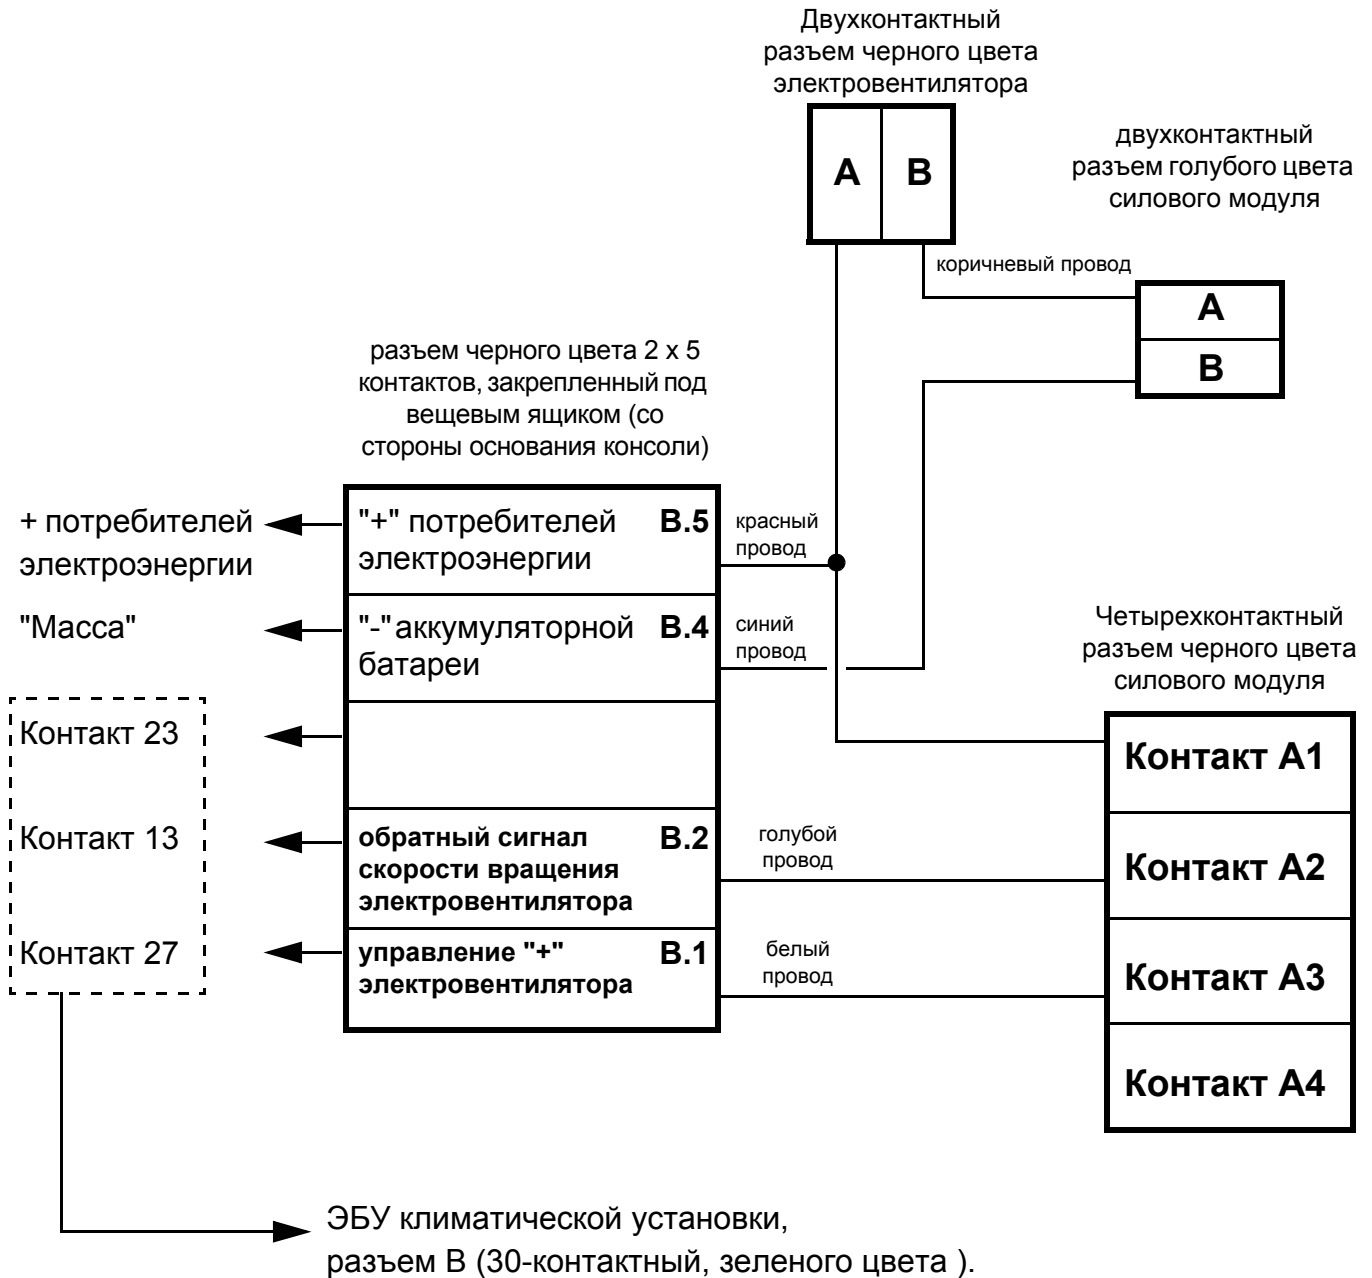 Двухконтактный
разъем черного цвета
электровентилятора
A
B
двухконтактный
разъем голубого цвета
силового модуля
коричневый провод
A
B
разъем черного цвета 2 x 5
контактов, закрепленный под
вещевым ящиком (со
стороны основания консоли)
+ потребителей
электроэнергии
"+" потребителей
электроэнергии
B.5
красный
провод
"Масса"
"-" аккумуляторной
батареи
B.4
синий
провод
Четырехконтактный
разъем черного цвета
силового модуля
Контакт 23
Контакт A1
Контакт 13
обратный сигнал
скорости вращения
электровентилятора
B.2
голубой
провод
Контакт A2
Контакт 27
управление "+"
электровентилятора
B.1
белый
провод
Контакт A3
Контакт A4
ЭБУ климатической установки,
разъем B (30-контактный, зеленого цвета ).